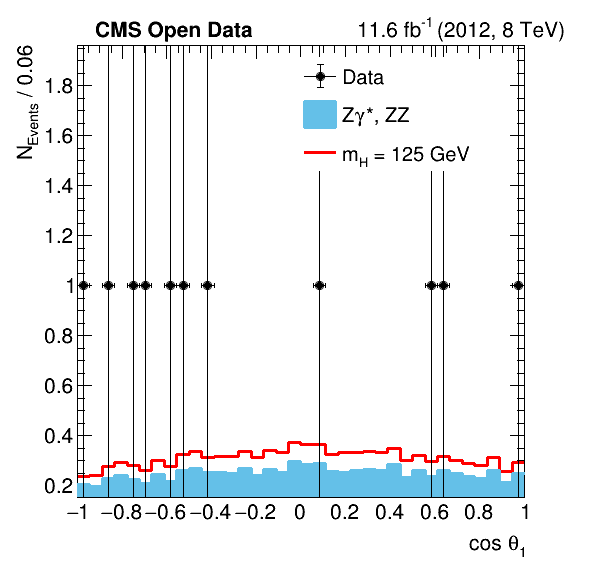 CMS Open Data 11.6 fb⁻¹ (2012, 8 TeV)
N_Events / 0.06
Data
Zγ*, ZZ
m_H = 125 GeV
1.8
1.6
1.4
1.2
1
0.8
0.6
0.4
0.2
−1 −0.8 −0.6 −0.4 −0.2 0 0.2 0.4 0.6 0.8 1
cos θ₁